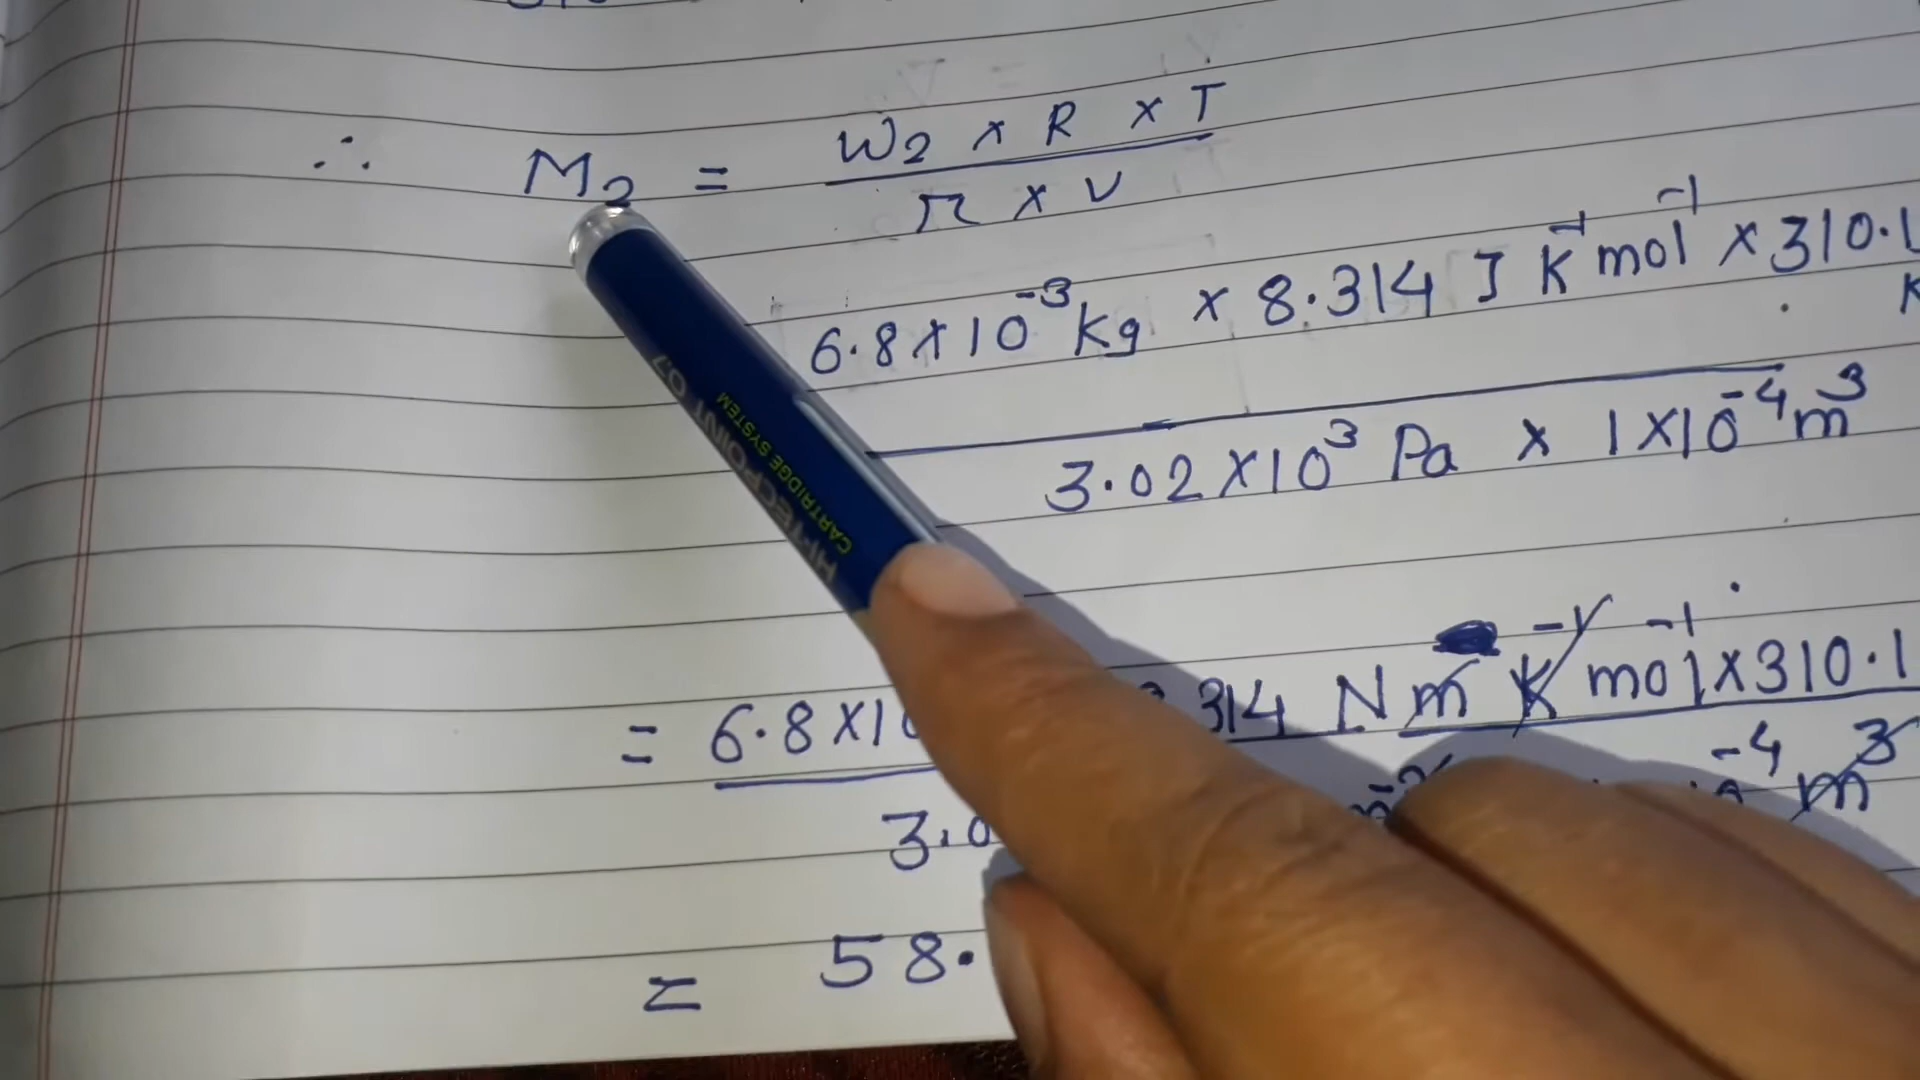 ∴ M₂ = W₂ × R × T
π × V
6.8 × 10⁻³ Kg × 8.314 J K⁻¹ mol⁻¹ × 310.1
K
3.02 × 10³ Pa × 1 × 10⁻⁴ m³
= 6.8 × 10 314 N m K⁻¹ mol⁻¹ × 310.1
3.0 m⁻² ⁻⁴ m³
= 58.
HI-TECPOINT 0.7
CARTRIDGE SYSTEM